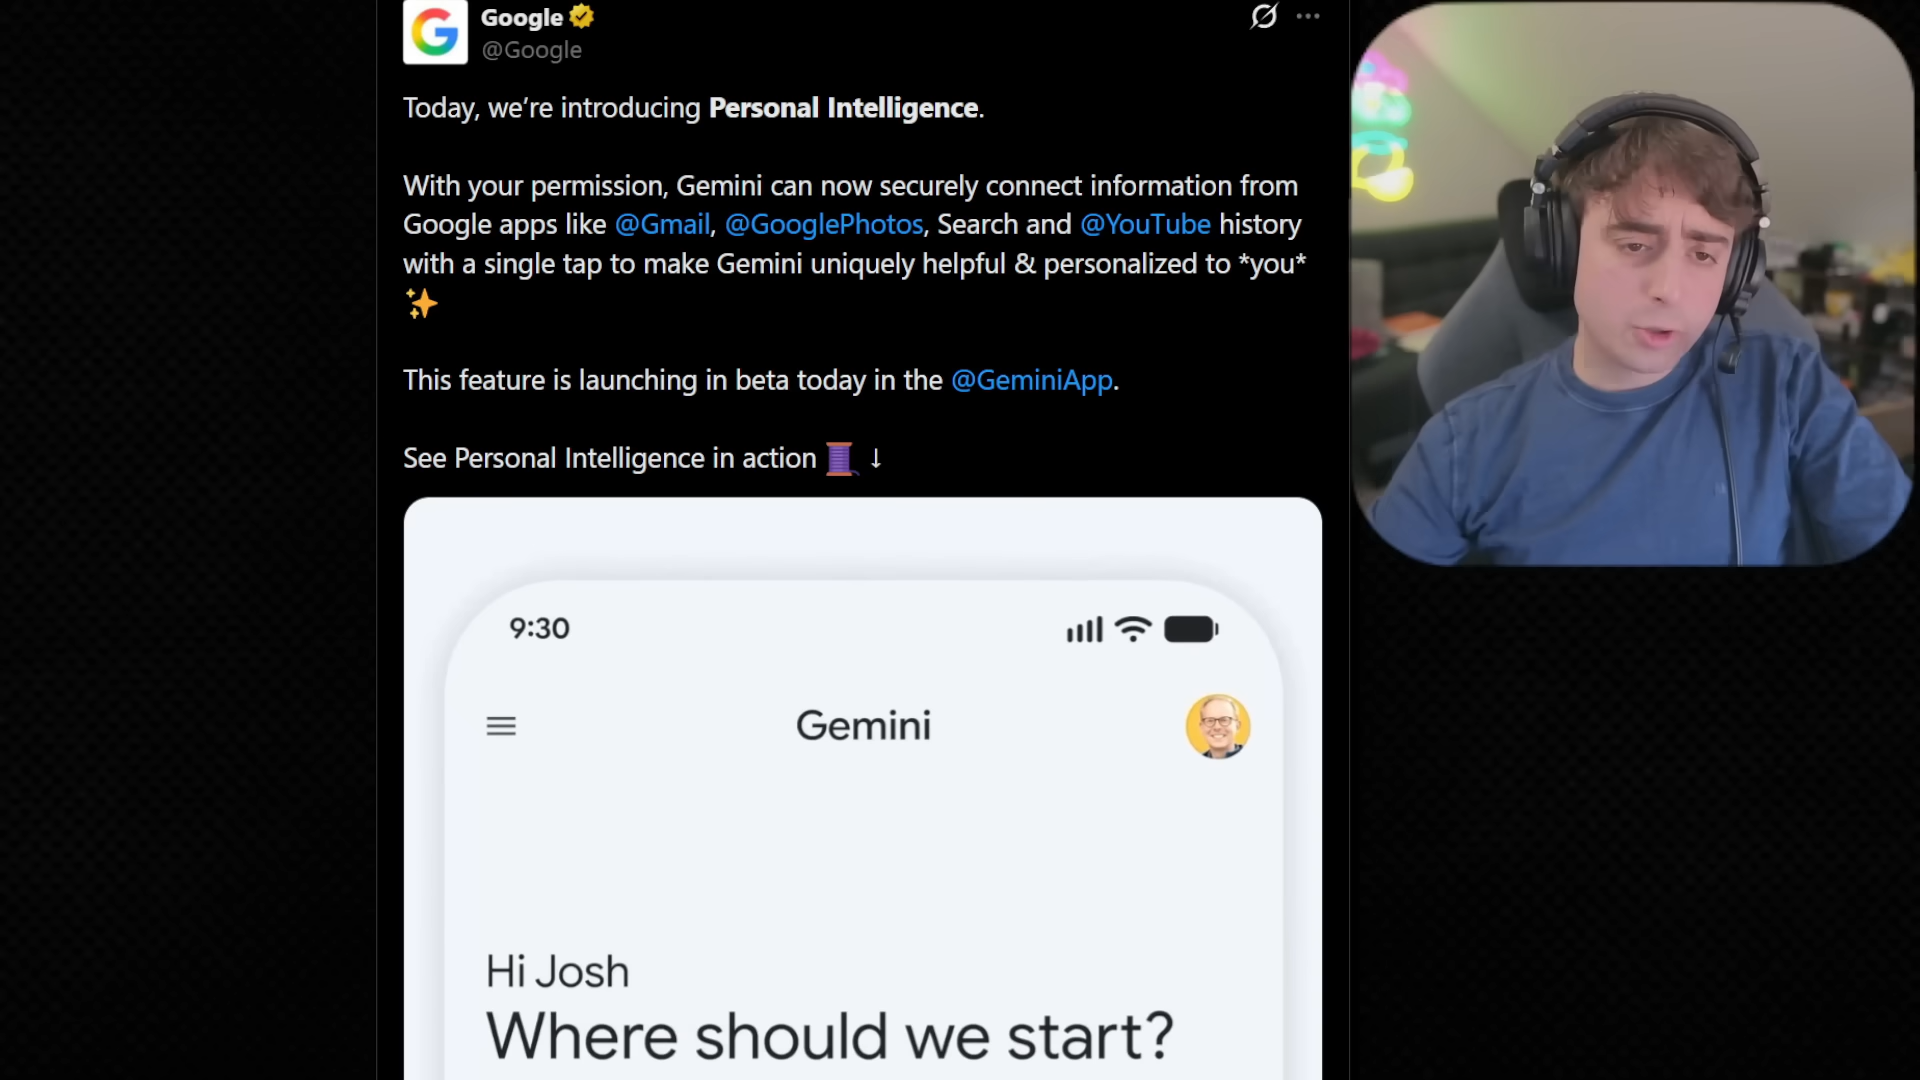 Google
@Google
Today, we’re introducing Personal Intelligence.
With your permission, Gemini can now securely connect information from
Google apps like @Gmail, @GooglePhotos, Search and @YouTube history
with a single tap to make Gemini uniquely helpful & personalized to *you*
✨
This feature is launching in beta today in the @GeminiApp.
See Personal Intelligence in action 🧵 ↓
9:30
Gemini
Hi Josh
Where should we start?